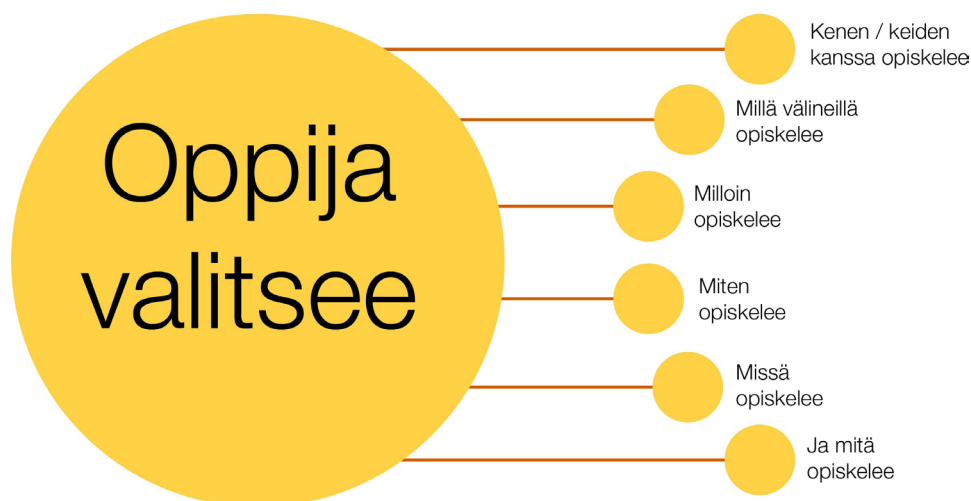 Oppija
valitsee
Kenen / keiden
kanssa opiskelee
Millä välineillä
opiskelee
Milloin
opiskelee
Miten
opiskelee
Missä
opiskelee
Ja mitä
opiskelee